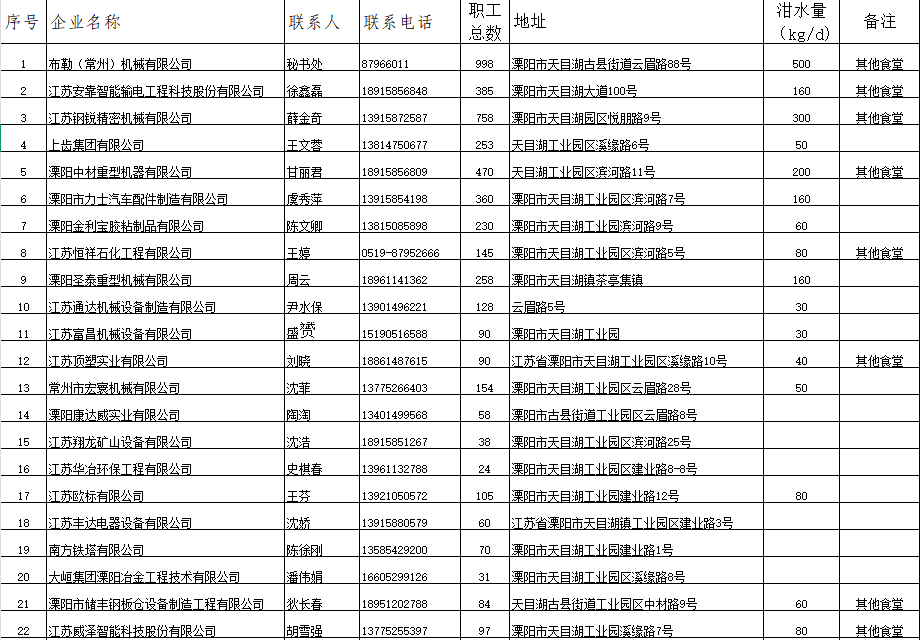 序号 企业名称 联系人 联系电话 职工总数 地址 泔水量（kg/d） 备注
1 布勒（常州）机械有限公司 秘书处 87966011 998 溧阳市天目湖古县街道云眉路88号 500 其他食堂
2 江苏安靠智能输电工程科技股份有限公司 徐鑫磊 18915856848 385 溧阳市天目湖大道100号 160 其他食堂
3 江苏钢锐精密机械有限公司 薛金奇 13915872587 758 溧阳市天目湖园区悦朋路9号 300 其他食堂
4 上齿集团有限公司 王文蓉 13814750677 253 天目湖工业园区溪缘路6号 50
5 溧阳中材重型机器有限公司 甘丽君 18915856809 470 天目湖工业园区滨河路11号 200 其他食堂
6 溧阳市力士汽车配件制造有限公司 虞秀萍 13915854198 360 溧阳市天目湖工业园区滨河路7号 160
7 溧阳金利宝胶粘制品有限公司 陈文卿 13815085898 230 溧阳市天目湖工业园滨河路9号 60
8 江苏恒祥石化工程有限公司 王婷 0519-87952666 145 溧阳市天目湖工业园区滨河路5号 80 其他食堂
9 溧阳圣泰重型机械有限公司 周云 18961141362 258 溧阳市天目湖镇茶亭集镇 160
10 江苏通达机械设备制造有限公司 尹水保 13901496221 128 云眉路5号 30
11 江苏富昌机械设备有限公司 盛赟 15190516588 90 溧阳市天目湖工业园 30
12 江苏顶塑实业有限公司 刘晓 18861487615 90 江苏省溧阳市天目湖工业园区溪缘路10号 40 其他食堂
13 常州市宏寰机械有限公司 沈菲 13775266403 154 溧阳市天目湖工业园区云眉路28号 50
14 溧阳康达威实业有限公司 陶淘 13401499568 58 溧阳市古县街道工业园区云眉路8号
15 江苏翔龙矿山设备有限公司 沈浩 18915851267 38 溧阳市天目湖工业园区滨河路25号
16 江苏华冶环保工程有限公司 史棋春 13961132788 24 溧阳市天目湖工业园区建业路8-8号
17 江苏欧标有限公司 王芬 13921050572 105 溧阳市天目湖工业园建业路12号 80
18 江苏丰达电器设备有限公司 沈娇 13915880579 60 江苏省溧阳市天目湖镇工业园区建业路3号
19 南方铁塔有限公司 陈徐刚 13585429200 70 溧阳市天目湖工业园建业路1号
20 大峘集团溧阳冶金工程技术有限公司 潘伟娟 16605299126 31 溧阳市天目湖工业园区溪缘路8号
21 溧阳市储丰钢板仓设备制造工程有限公司 狄长春 18951202788 84 天目湖古县街道工业园区中材路9号 60 其他食堂
22 江苏威泽智能科技股份有限公司 胡雪强 13775255397 97 溧阳市天目湖工业园溪缘路7号 80 其他食堂